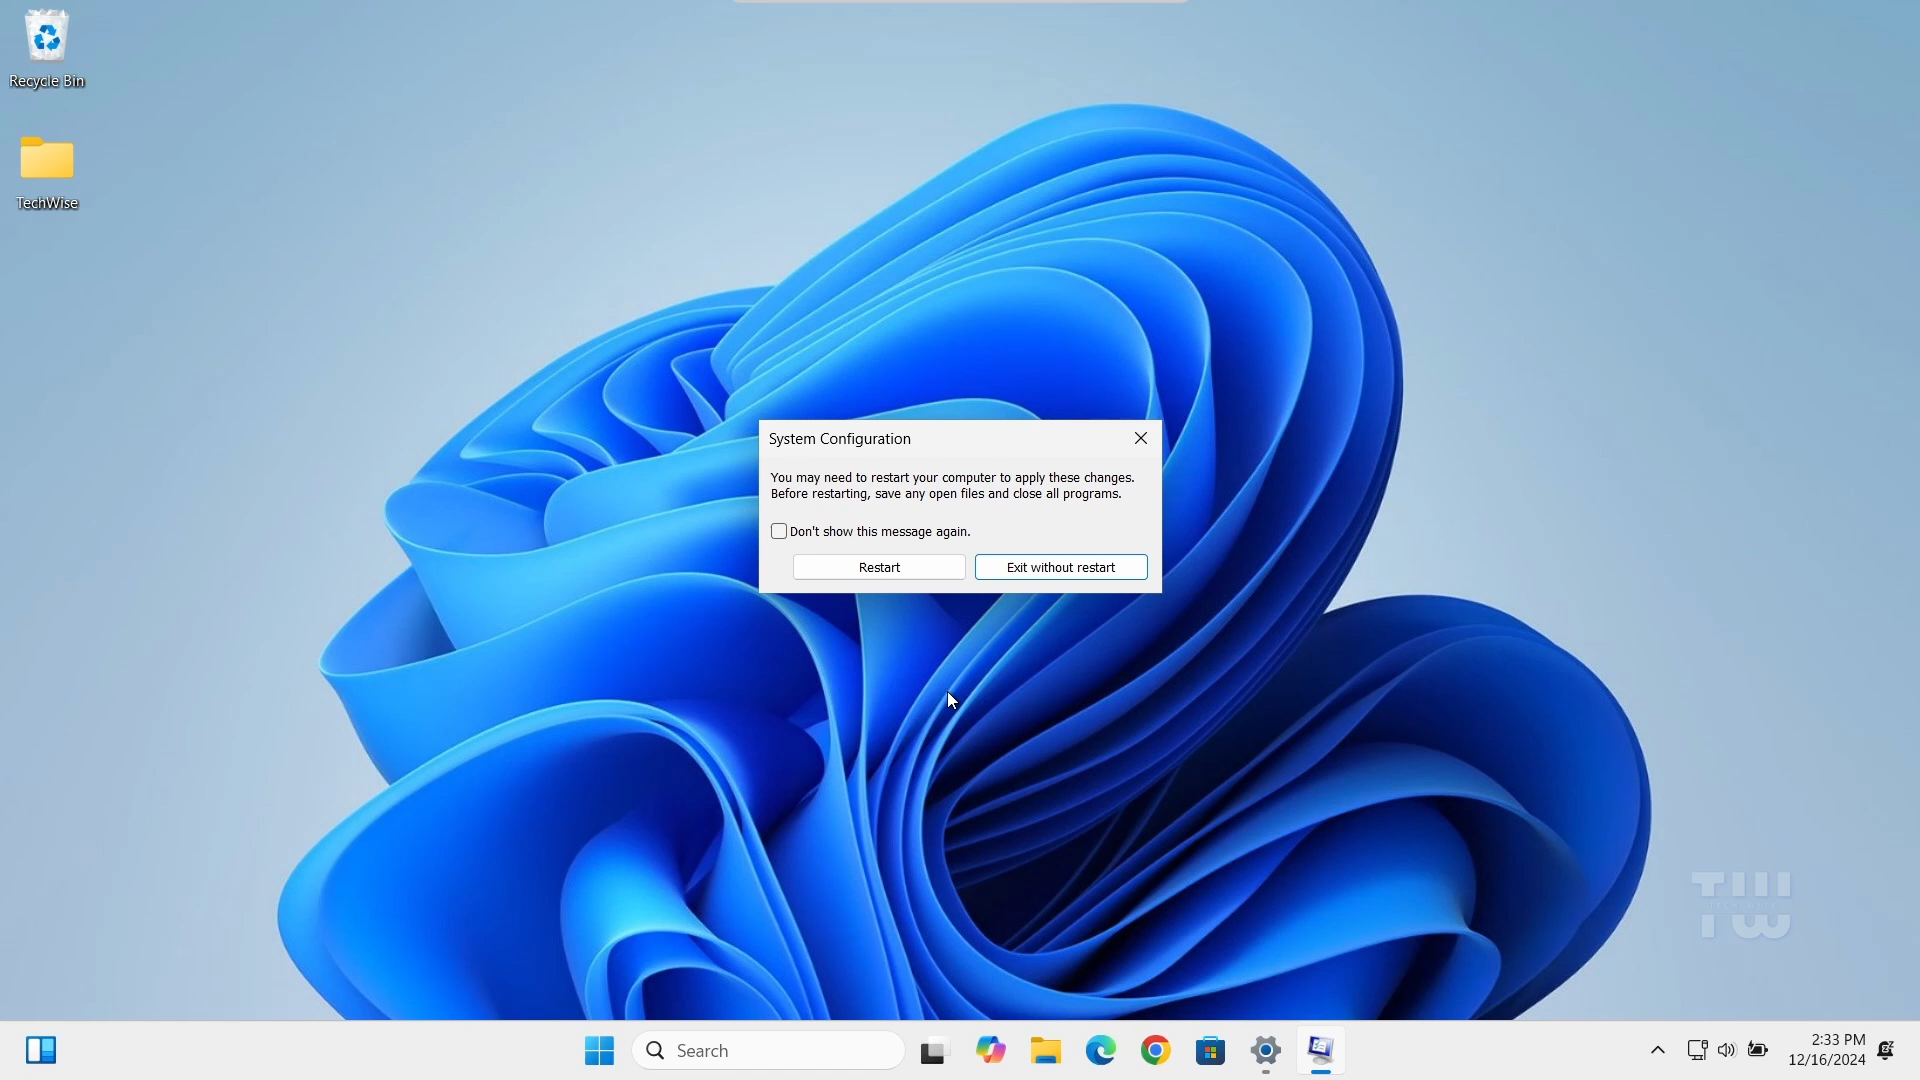 Recycle Bin
TechWise
System Configuration
You may need to restart your computer to apply these changes.
Before restarting, save any open files and close all programs.
Don't show this message again.
Restart
Exit without restart
TW
Search
2:33 PM
12/16/2024